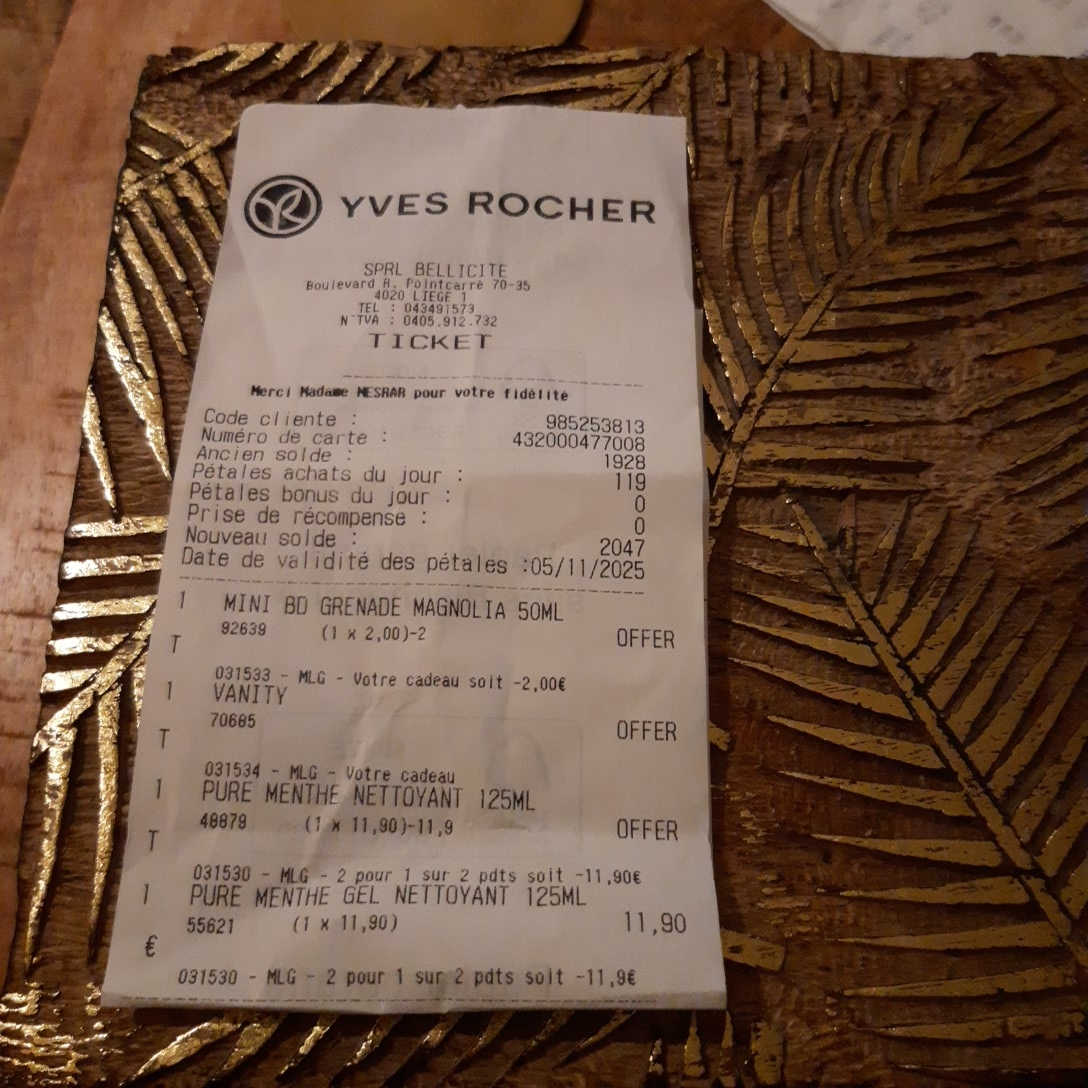 YVES ROCHER
SPRL BELLICITE
Boulevard R. Pointcarré 70-35
4020 LIEGE 1
TEL : 043491573
N°TVA : 0405.912.732
TICKET
Merci Madame MESRAR pour votre fidélité
Code cliente : 985253813
Numéro de carte : 432000477008
Ancien solde : 1928
Pétales achats du jour : 119
Pétales bonus du jour : 0
Prise de récompense : 0
Nouveau solde : 2047
Date de validité des pétales :05/11/2025
1 MINI BD GRENADE MAGNOLIA 50ML
92639 (1 x 2,00)-2 OFFER
T
031533 - MLG - Votre cadeau soit -2,00€
1 VANITY
70685 OFFER
T
031534 - MLG - Votre cadeau
1 PURE MENTHE NETTOYANT 125ML
48878 (1 x 11,90)-11,9 OFFER
T
031530 - MLG - 2 pour 1 sur 2 pdts soit -11,90€
1 PURE MENTHE GEL NETTOYANT 125ML
55621 (1 x 11,90) 11,90
€
031530 - MLG - 2 pour 1 sur 2 pdts soit -11,9€